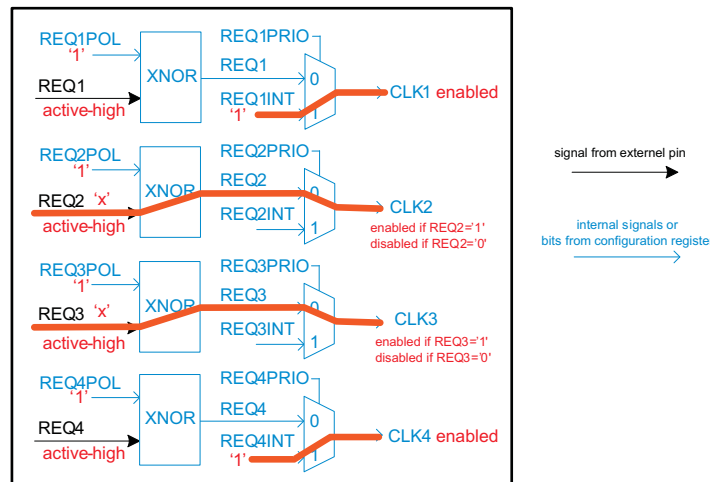 REQ1POL
'1'
REQ1
active-high
XNOR
REQ1PRIO
REQ1
REQ1INT
'1'
0
1
CLK1 enabled
REQ2POL
'1'
REQ2 'x'
active-high
XNOR
REQ2PRIO
REQ2
REQ2INT
0
1
CLK2
enabled if REQ2='1'
disabled if REQ2='0'
REQ3POL
'1'
REQ3 'x'
active-high
XNOR
REQ3PRIO
REQ3
REQ3INT
0
1
CLK3
enabled if REQ3='1'
disabled if REQ3='0'
REQ4POL
'1'
REQ4
active-high
XNOR
REQ4PRIO
REQ4
REQ4INT
'1'
0
1
CLK4 enabled
signal from externel pin
internal signals or
bits from configuration registe